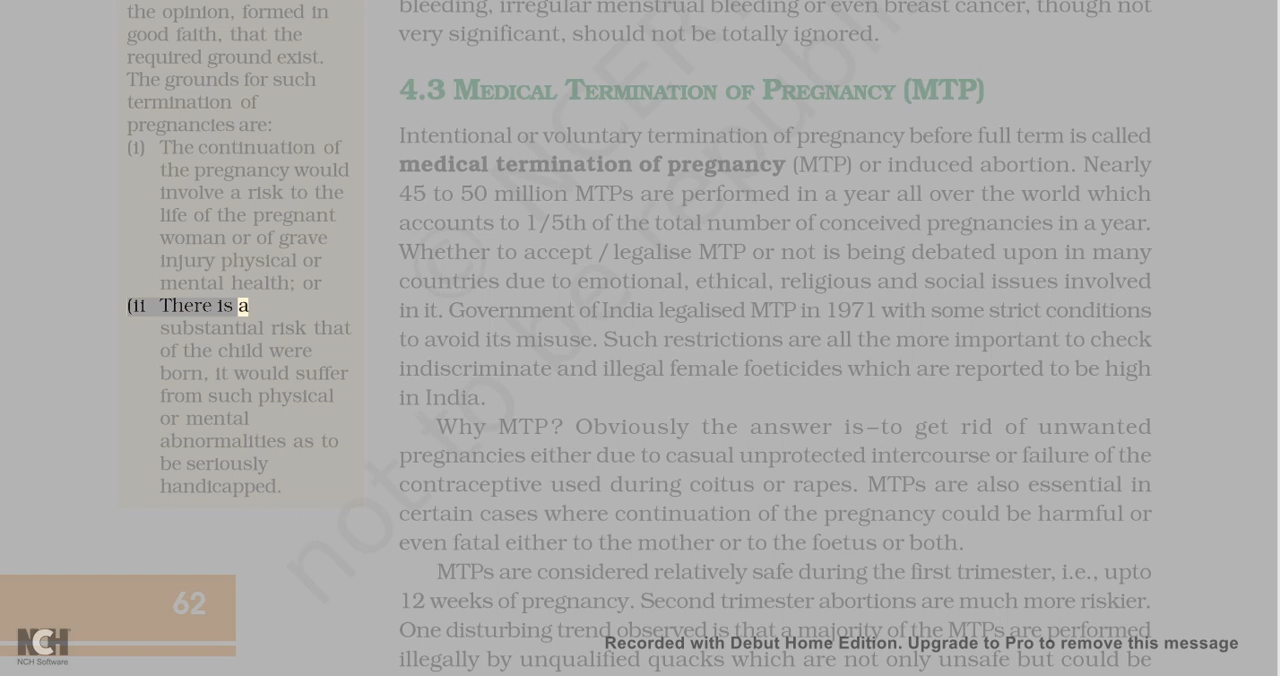 the opinion, formed in
good faith, that the
required ground exist.
The grounds for such
termination of
pregnancies are:
(i) The continuation of
the pregnancy would
involve a risk to the
life of the pregnant
woman or of grave
injury physical or
mental health; or
(ii There is a
substantial risk that
of the child were
born, it would suffer
from such physical
or mental
abnormalities as to
be seriously
handicapped.
62
NCH
NCH Software
bleeding, irregular menstrual bleeding or even breast cancer, though not
very significant, should not be totally ignored.
4.3 MEDICAL TERMINATION OF PREGNANCY (MTP)
Intentional or voluntary termination of pregnancy before full term is called
medical termination of pregnancy (MTP) or induced abortion. Nearly
45 to 50 million MTPs are performed in a year all over the world which
accounts to 1/5th of the total number of conceived pregnancies in a year.
Whether to accept / legalise MTP or not is being debated upon in many
countries due to emotional, ethical, religious and social issues involved
in it. Government of India legalised MTP in 1971 with some strict conditions
to avoid its misuse. Such restrictions are all the more important to check
indiscriminate and illegal female foeticides which are reported to be high
in India.
Why MTP? Obviously the answer is–to get rid of unwanted
pregnancies either due to casual unprotected intercourse or failure of the
contraceptive used during coitus or rapes. MTPs are also essential in
certain cases where continuation of the pregnancy could be harmful or
even fatal either to the mother or to the foetus or both.
MTPs are considered relatively safe during the first trimester, i.e., upto
12 weeks of pregnancy. Second trimester abortions are much more riskier.
One disturbing trend observed is that a majority of the MTPs are performed
illegally by unqualified quacks which are not only unsafe but could be
Recorded with Debut Home Edition. Upgrade to Pro to remove this message
© NCER
not to be republi